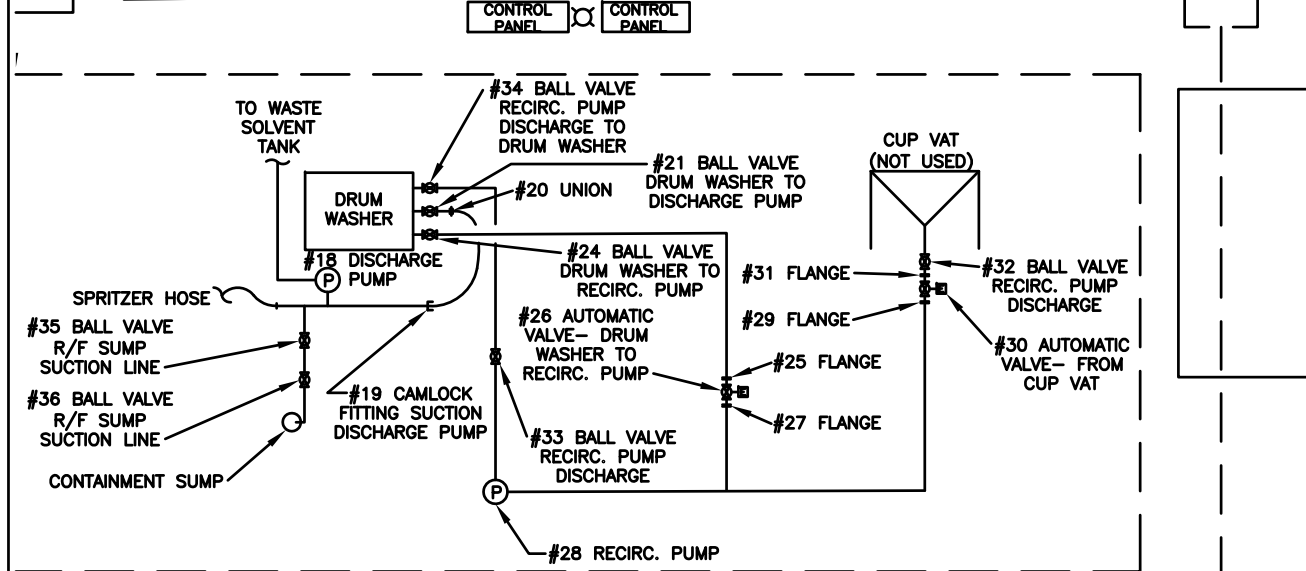 CONTROL
PANEL
CONTROL
PANEL
TO WASTE
SOLVENT
TANK
#34 BALL VALVE
RECIRC. PUMP
DISCHARGE TO
DRUM WASHER
#21 BALL VALVE
DRUM WASHER TO
DISCHARGE PUMP
#20 UNION
CUP VAT
(NOT USED)
DRUM
WASHER
#18 DISCHARGE
PUMP
P
#24 BALL VALVE
DRUM WASHER TO
RECIRC. PUMP
#31 FLANGE
#32 BALL VALVE
RECIRC. PUMP
DISCHARGE
#29 FLANGE
#30 AUTOMATIC
VALVE– FROM
CUP VAT
SPRITZER HOSE
#35 BALL VALVE
R/F SUMP
SUCTION LINE
#26 AUTOMATIC
VALVE– DRUM
WASHER TO
RECIRC. PUMP
#25 FLANGE
#36 BALL VALVE
R/F SUMP
SUCTION LINE
#19 CAMLOCK
FITTING SUCTION
DISCHARGE PUMP
#27 FLANGE
#33 BALL VALVE
RECIRC. PUMP
DISCHARGE
CONTAINMENT SUMP
P
#28 RECIRC. PUMP